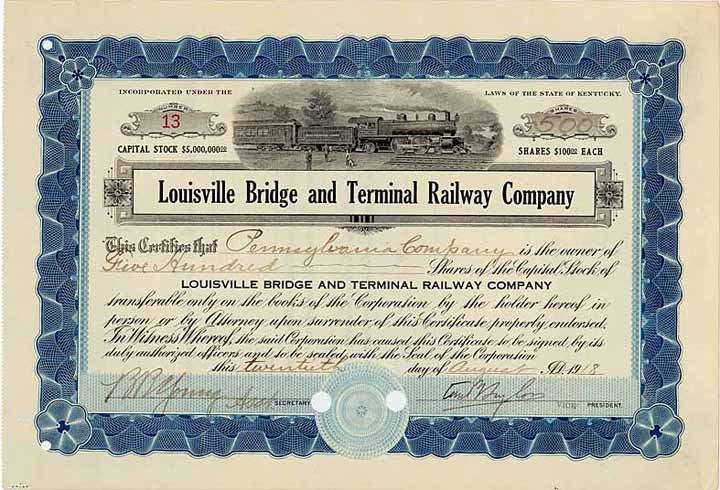 INCORPORATED UNDER THE LAWS OF THE STATE OF KENTUCKY.
NUMBER SHARES
13 500
CAPITAL STOCK $5,000,000.00 SHARES $100.00 EACH
Louisville Bridge and Terminal Railway Company
This Certifies that Pennsylvania Company is the owner of
Five Hundred Shares of the Capital Stock of
LOUISVILLE BRIDGE AND TERMINAL RAILWAY COMPANY
transferable only on the books of the Corporation by the holder hereof in
person or by Attorney upon surrender of this Certificate properly endorsed.
In Witness Whereof, the said Corporation has caused this Certificate to be signed by its
duly authorized officers and to be sealed with the Seal of the Corporation
this twentieth day of August A.D. 1918
Asst. SECRETARY VICE PRESIDENT.